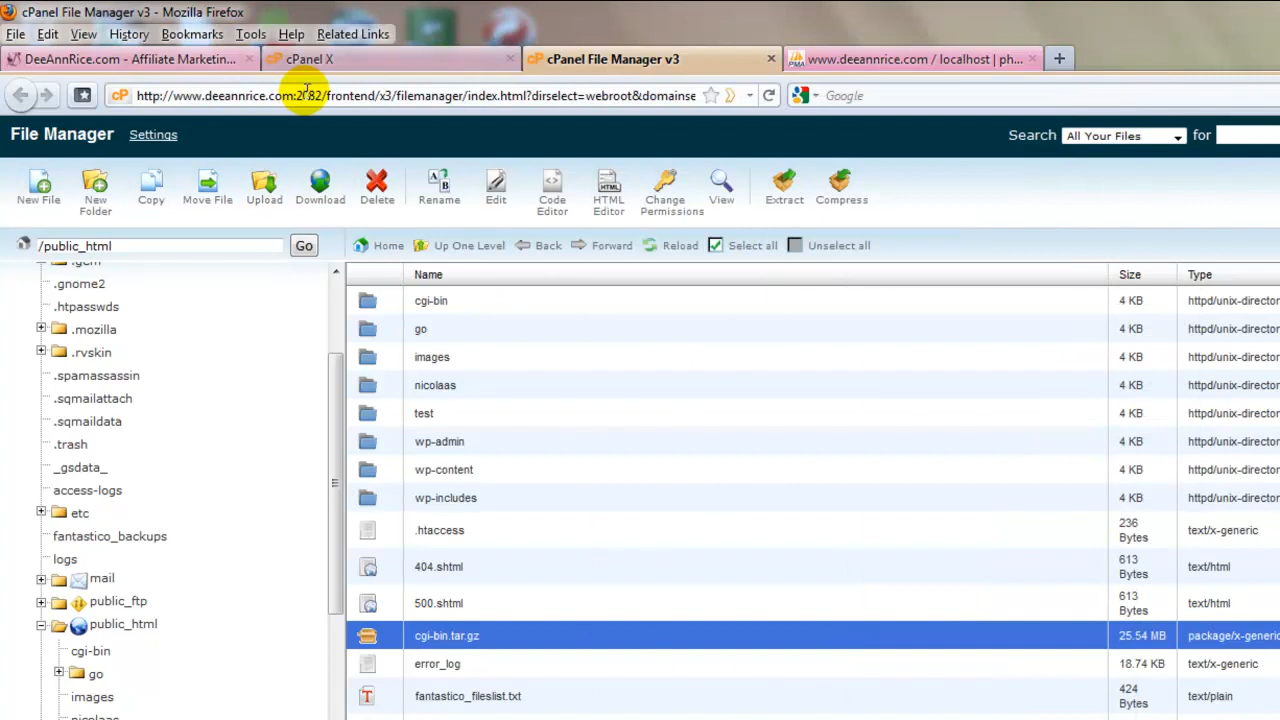 cPanel File Manager v3 - Mozilla Firefox
File Edit View History Bookmarks Tools Help Related Links
DeeAnnRice.com - Affiliate Marketin... cPanel X cPanel File Manager v3 www.deeannrice.com / localhost | ph...
http://www.deeannrice.com:2082/frontend/x3/filemanager/index.html?dirselect=webroot&domainse Google
File Manager Settings Search All Your Files for
New File New Folder Copy Move File Upload Download Delete Rename Edit Code Editor HTML Editor Change Permissions View Extract Compress
/public_html Go Home Up One Level Back Forward Reload Select all Unselect all
.gem
.gnome2
.htpasswds
.mozilla
.rvskin
.spamassassin
.sqmailattach
.sqmaildata
.trash
_gsdata_
access-logs
etc
fantastico_backups
logs
mail
public_ftp
public_html
cgi-bin
go
images
nicolaas
Name Size Type
cgi-bin 4 KB httpd/unix-director
go 4 KB httpd/unix-director
images 4 KB httpd/unix-director
nicolaas 4 KB httpd/unix-director
test 4 KB httpd/unix-director
wp-admin 4 KB httpd/unix-director
wp-content 4 KB httpd/unix-director
wp-includes 4 KB httpd/unix-director
.htaccess 236 Bytes text/x-generic
404.shtml 613 Bytes text/html
500.shtml 613 Bytes text/html
cgi-bin.tar.gz 25.54 MB package/x-generic
error_log 18.74 KB text/x-generic
fantastico_fileslist.txt 424 Bytes text/plain